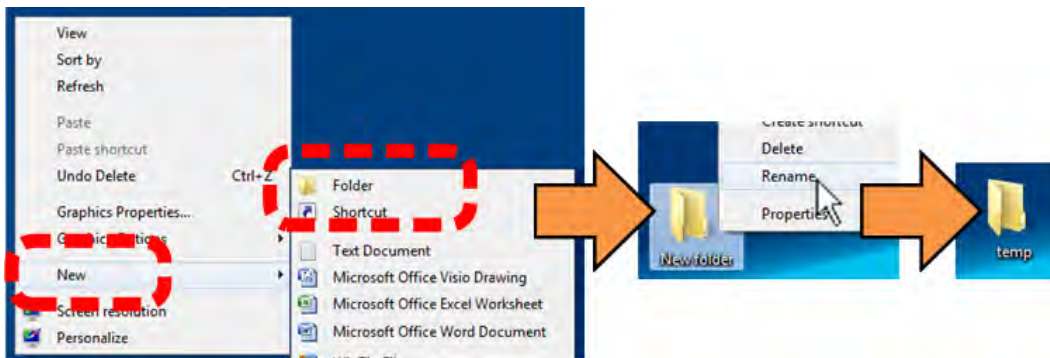 View
Sort by
Refresh
Paste
Paste shortcut
Undo Delete Ctrl+Z
Graphics Properties...
New
Screen resolution
Personalize
Folder
Shortcut
Text Document
Microsoft Office Visio Drawing
Microsoft Office Excel Worksheet
Microsoft Office Word Document
Create shortcut
Delete
Rename
Properties
New folder
temp